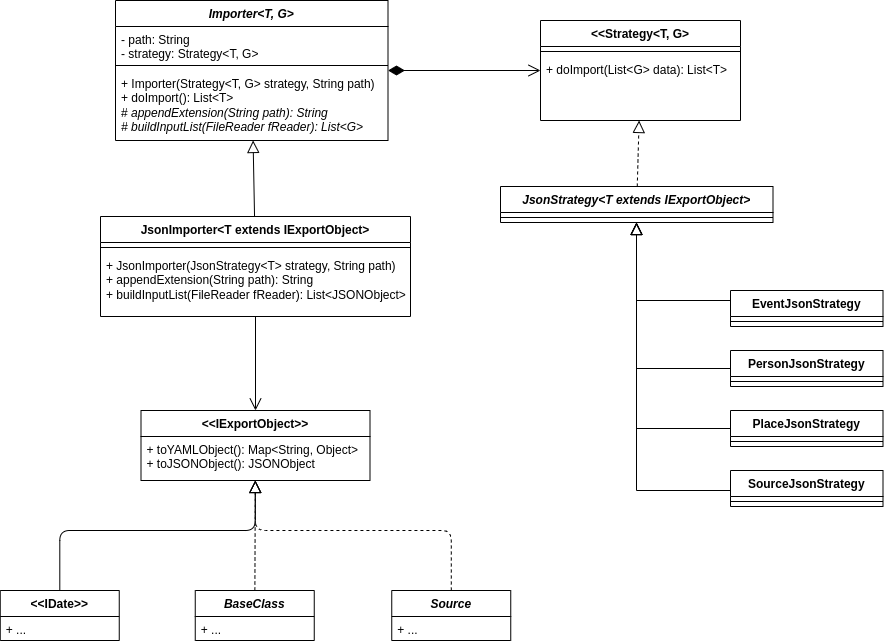 Importer<T, G>
- path: String
- strategy: Strategy<T, G>
+ Importer(Strategy<T, G> strategy, String path)
+ doImport(): List<T>
# appendExtension(String path): String
# buildInputList(FileReader fReader): List<G>
<<Strategy<T, G>
+ doImport(List<G> data): List<T>
JsonStrategy<T extends IExportObject>
JsonImporter<T extends IExportObject>
+ JsonImporter(JsonStrategy<T> strategy, String path)
+ appendExtension(String path): String
+ buildInputList(FileReader fReader): List<JSONObject>
EventJsonStrategy
PersonJsonStrategy
PlaceJsonStrategy
SourceJsonStrategy
<<IExportObject>>
+ toYAMLObject(): Map<String, Object>
+ toJSONObject(): JSONObject
<<IDate>>
+ ...
BaseClass
+ ...
Source
+ ...